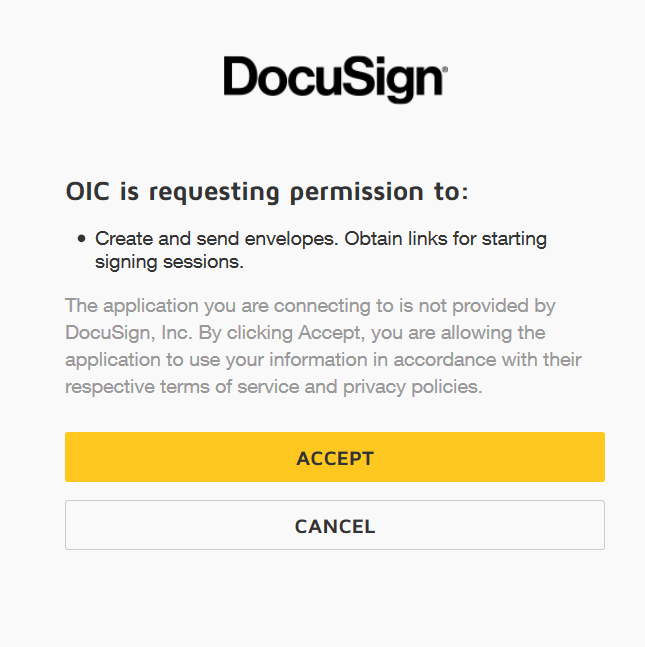 DocuSign®
OIC is requesting permission to:
• Create and send envelopes. Obtain links for starting
signing sessions.
The application you are connecting to is not provided by
DocuSign, Inc. By clicking Accept, you are allowing the
application to use your information in accordance with their
respective terms of service and privacy policies.
ACCEPT
CANCEL